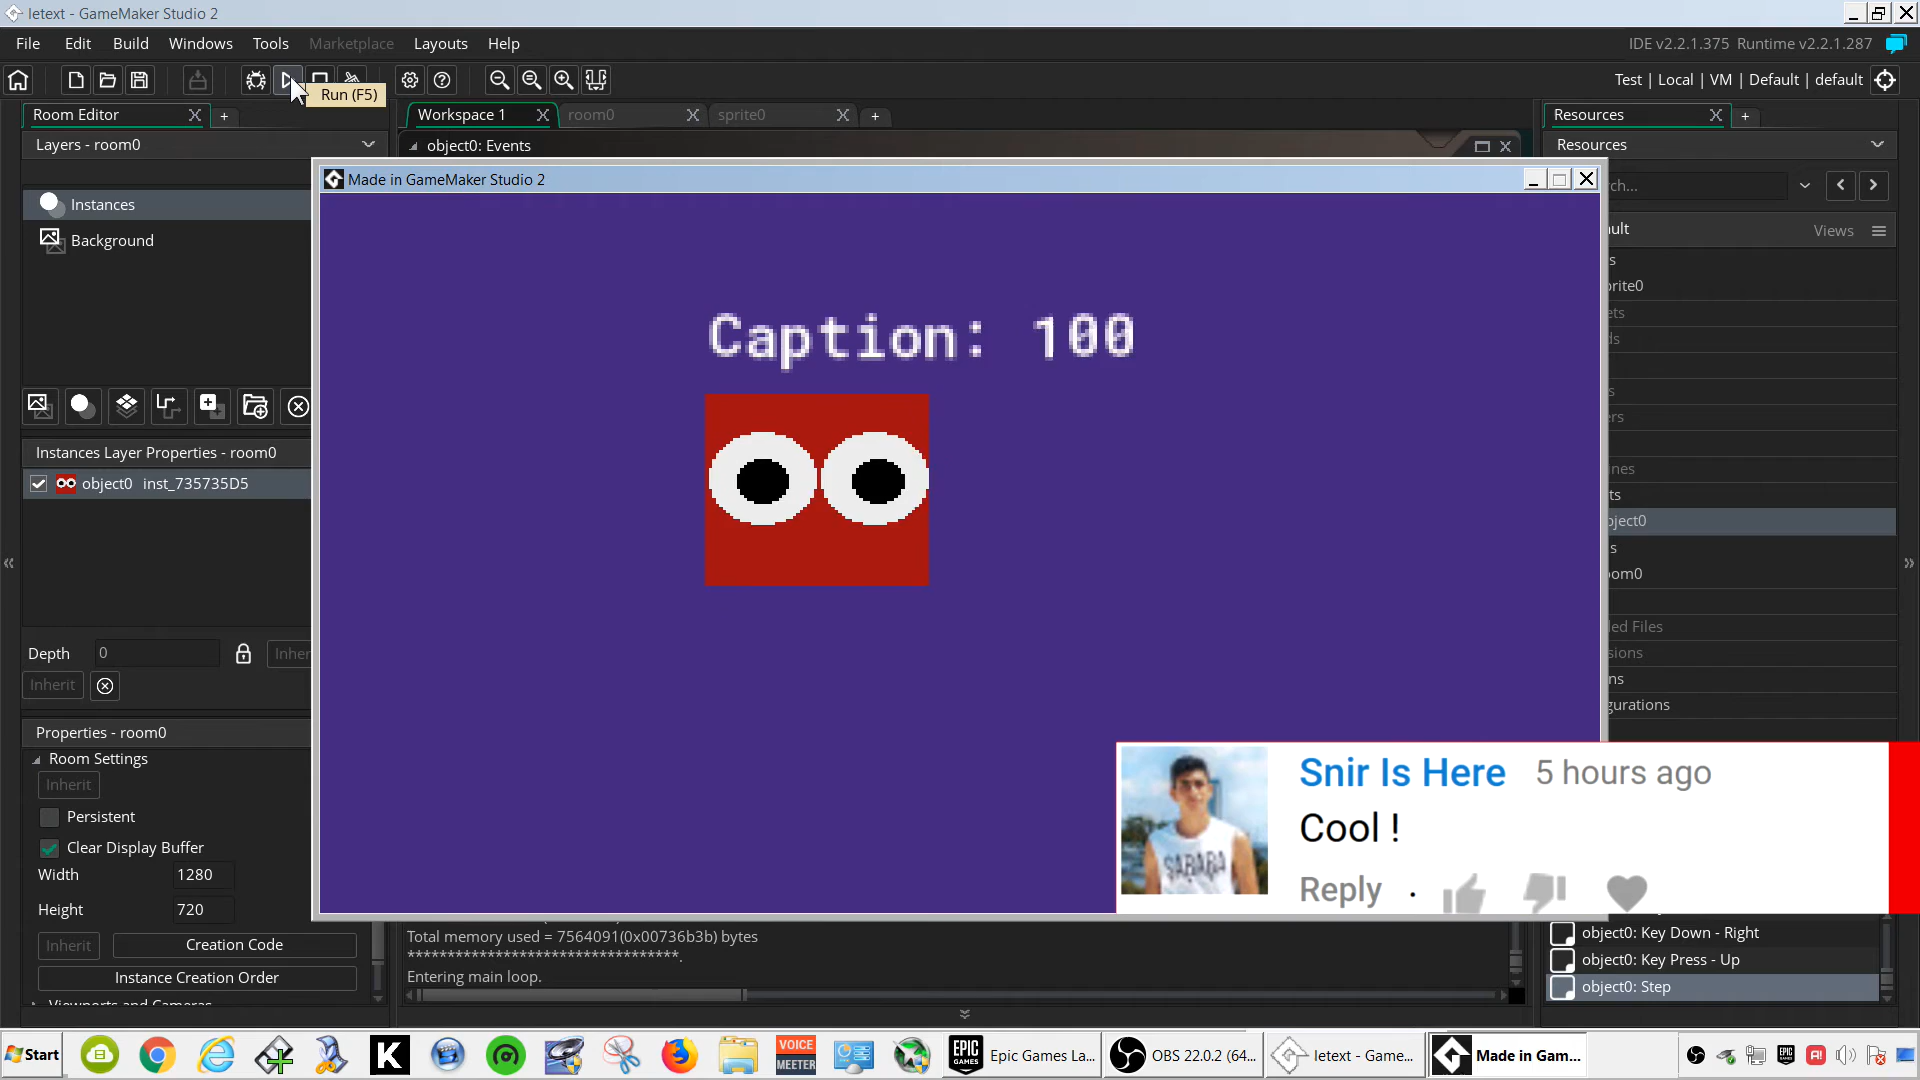 letext - GameMaker Studio 2
File Edit Build Windows Tools Marketplace Layouts Help
IDE v2.2.1.375 Runtime v2.2.1.287
Test | Local | VM | Default | default
Run (F5)
Room Editor
Workspace 1
room0
sprite0
Resources
Layers - room0
object0: Events
Resources
Made in GameMaker Studio 2
Instances
Background
Views
Caption: 100
Instances Layer Properties - room0
object0 inst_735735D5
Depth 0
Inherit
Properties - room0
Room Settings
Inherit
Persistent
Clear Display Buffer
Width 1280
Height 720
Inherit
Creation Code
Instance Creation Order
Viewports and Cameras
Snir Is Here 5 hours ago
Cool !
SABABA
Reply
Total memory used = 7564091(0x00736b3b) bytes
*********************************.
Entering main loop.
object0: Key Down - Right
object0: Key Press - Up
object0: Step
Start
VOICE
MEETER
EPIC
GAMES
Epic Games La...
OBS 22.0.2 (64...
letext - Game...
Made in Gam...